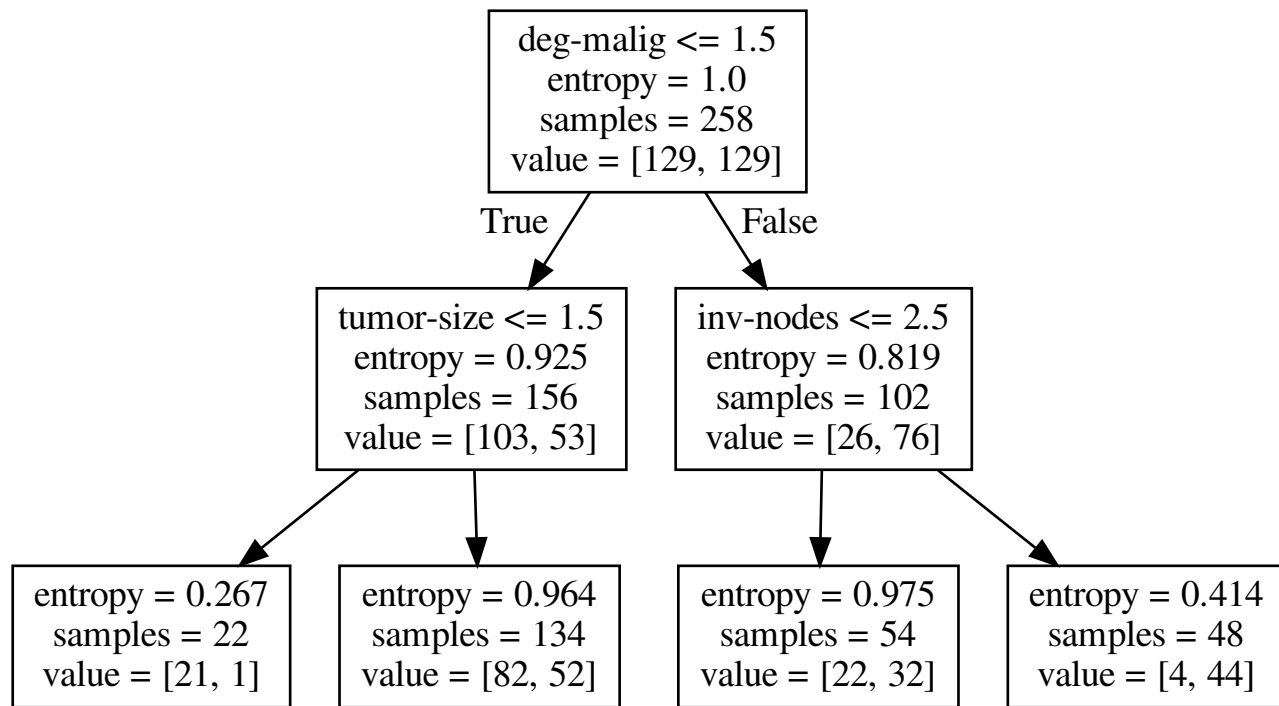 deg-malig <= 1.5
entropy = 1.0
samples = 258
value = [129, 129]
True
False
tumor-size <= 1.5
entropy = 0.925
samples = 156
value = [103, 53]
inv-nodes <= 2.5
entropy = 0.819
samples = 102
value = [26, 76]
entropy = 0.267
samples = 22
value = [21, 1]
entropy = 0.964
samples = 134
value = [82, 52]
entropy = 0.975
samples = 54
value = [22, 32]
entropy = 0.414
samples = 48
value = [4, 44]